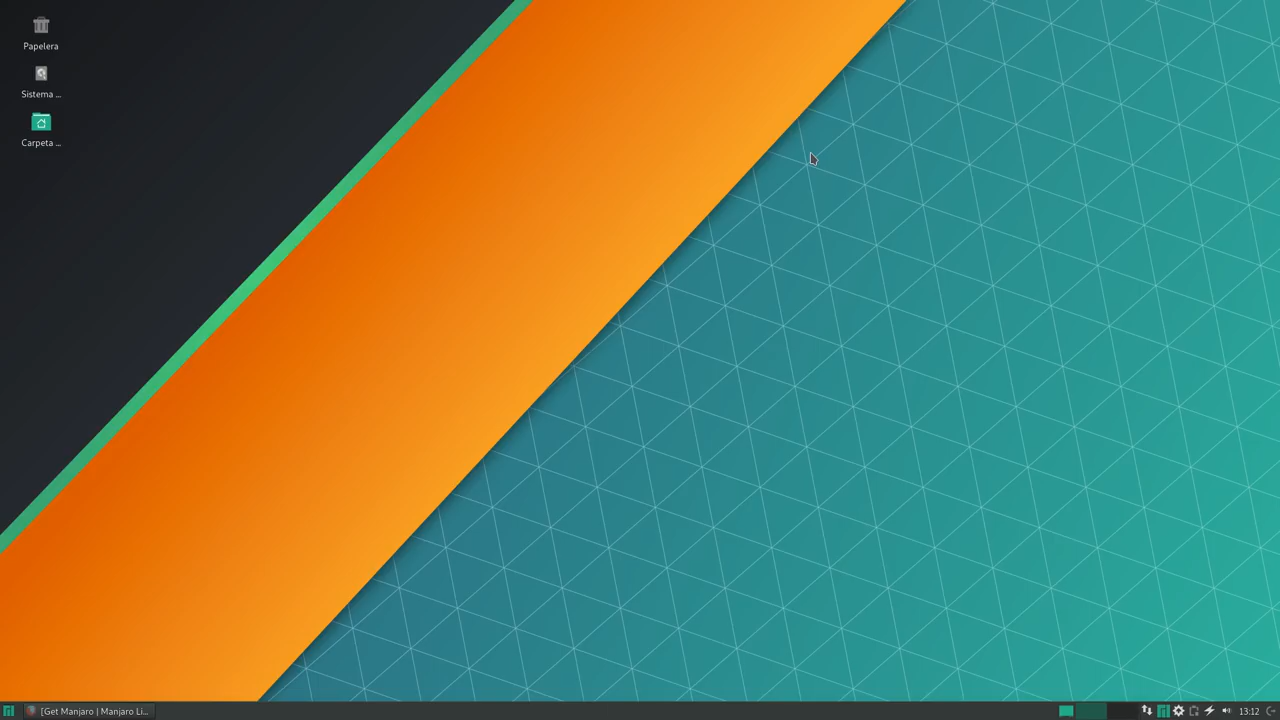 Papelera
Sistema ...
Carpeta ...
[Get Manjaro | Manjaro Li...
13:12